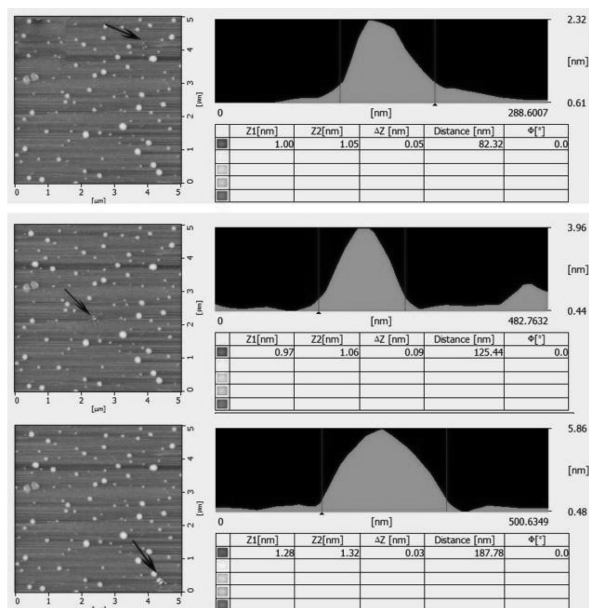 5
4
3
2
1
0
[µm]
0 1 2 3 4 5
[µm]
2.32
[nm]
0.61
0 [nm] 288.6007
Z1[nm] Z2[nm] ΔZ [nm] Distance [nm] Φ[°]
1.00 1.05 0.05 82.32 0.0
5
4
3
2
1
0
[µm]
0 1 2 3 4 5
[µm]
3.96
[nm]
0.44
0 [nm] 482.7632
Z1[nm] Z2[nm] ΔZ [nm] Distance [nm] Φ[°]
0.97 1.06 0.09 125.44 0.0
5
4
3
2
1
0
[µm]
0 1 2 3 4 5
[µm]
5.86
[nm]
0.48
0 [nm] 500.6349
Z1[nm] Z2[nm] ΔZ [nm] Distance [nm] Φ[°]
1.28 1.32 0.03 187.78 0.0